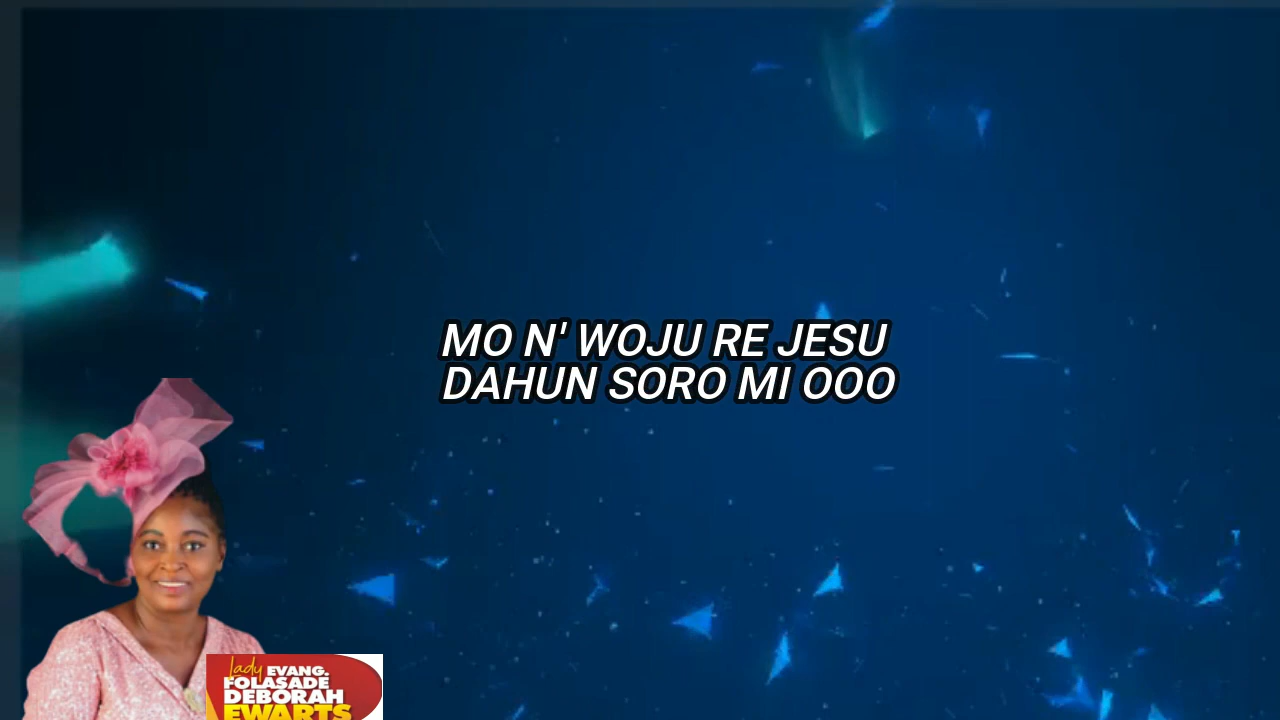 MO N' WOJU RE JESU
DAHUN SORO MI OOO
Lady EVANG.
FOLASADE
DEBORAH
EWARTS